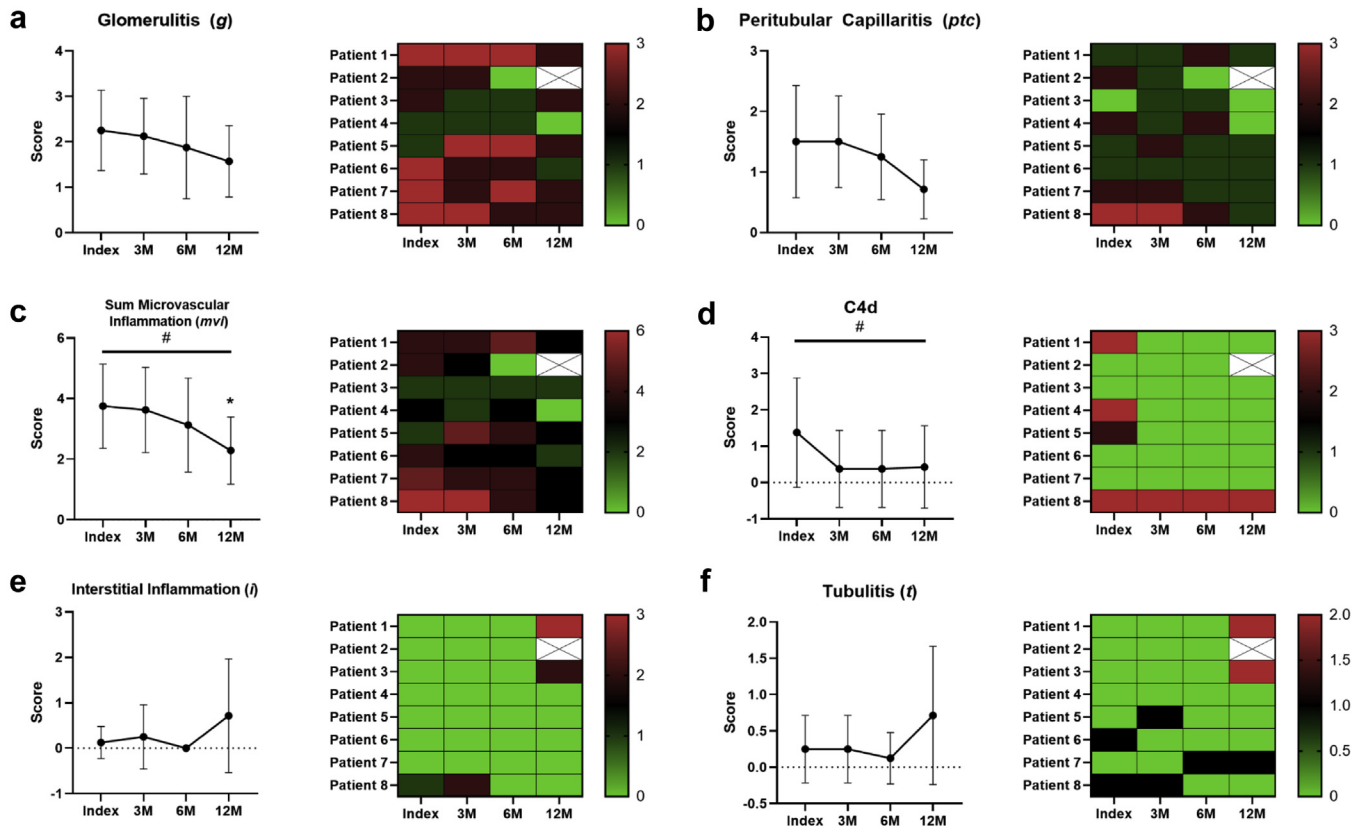 a
Glomerulitis (g)
4
3
2
1
0
Score
Index 3M 6M 12M
Patient 1
Patient 2
Patient 3
Patient 4
Patient 5
Patient 6
Patient 7
Patient 8
Index 3M 6M 12M
3
2
1
0
b
Peritubular Capillaritis (ptc)
3
2
1
0
Score
Index 3M 6M 12M
Patient 1
Patient 2
Patient 3
Patient 4
Patient 5
Patient 6
Patient 7
Patient 8
Index 3M 6M 12M
3
2
1
0
c
Sum Microvascular
Inflammation (mvi)
#
*
6
4
2
0
Score
Index 3M 6M 12M
Patient 1
Patient 2
Patient 3
Patient 4
Patient 5
Patient 6
Patient 7
Patient 8
Index 3M 6M 12M
6
4
2
0
d
C4d
#
4
3
2
1
0
-1
Score
Index 3M 6M 12M
Patient 1
Patient 2
Patient 3
Patient 4
Patient 5
Patient 6
Patient 7
Patient 8
Index 3M 6M 12M
3
2
1
0
e
Interstitial Inflammation (i)
3
2
1
0
-1
Score
Index 3M 6M 12M
Patient 1
Patient 2
Patient 3
Patient 4
Patient 5
Patient 6
Patient 7
Patient 8
Index 3M 6M 12M
3
2
1
0
f
Tubulitis (t)
2.0
1.5
1.0
0.5
0.0
-0.5
Score
Index 3M 6M 12M
Patient 1
Patient 2
Patient 3
Patient 4
Patient 5
Patient 6
Patient 7
Patient 8
Index 3M 6M 12M
2.0
1.5
1.0
0.5
0